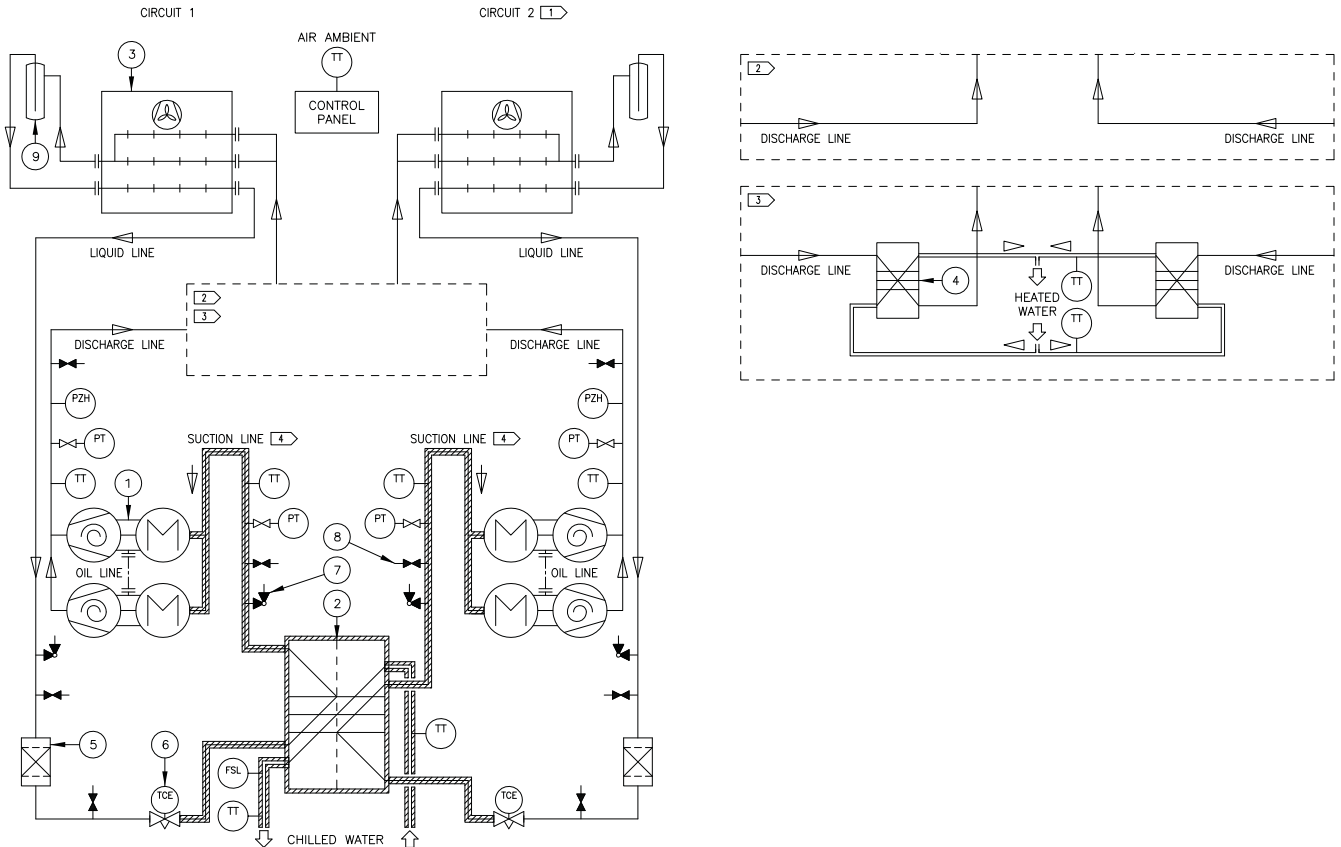 CIRCUIT 1
CIRCUIT 2 1
AIR AMBIENT
TT
CONTROL
PANEL
3
9
LIQUID LINE
LIQUID LINE
2
3
DISCHARGE LINE
DISCHARGE LINE
PZH
PZH
PT
PT
SUCTION LINE 4
SUCTION LINE 4
TT
TT
TT
TT
1
PT
PT
8
7
OIL LINE
OIL LINE
2
5
6
TT
FSL
TCE
TCE
TT
CHILLED WATER
2
DISCHARGE LINE
DISCHARGE LINE
3
DISCHARGE LINE
DISCHARGE LINE
4
TT
HEATED
WATER
TT